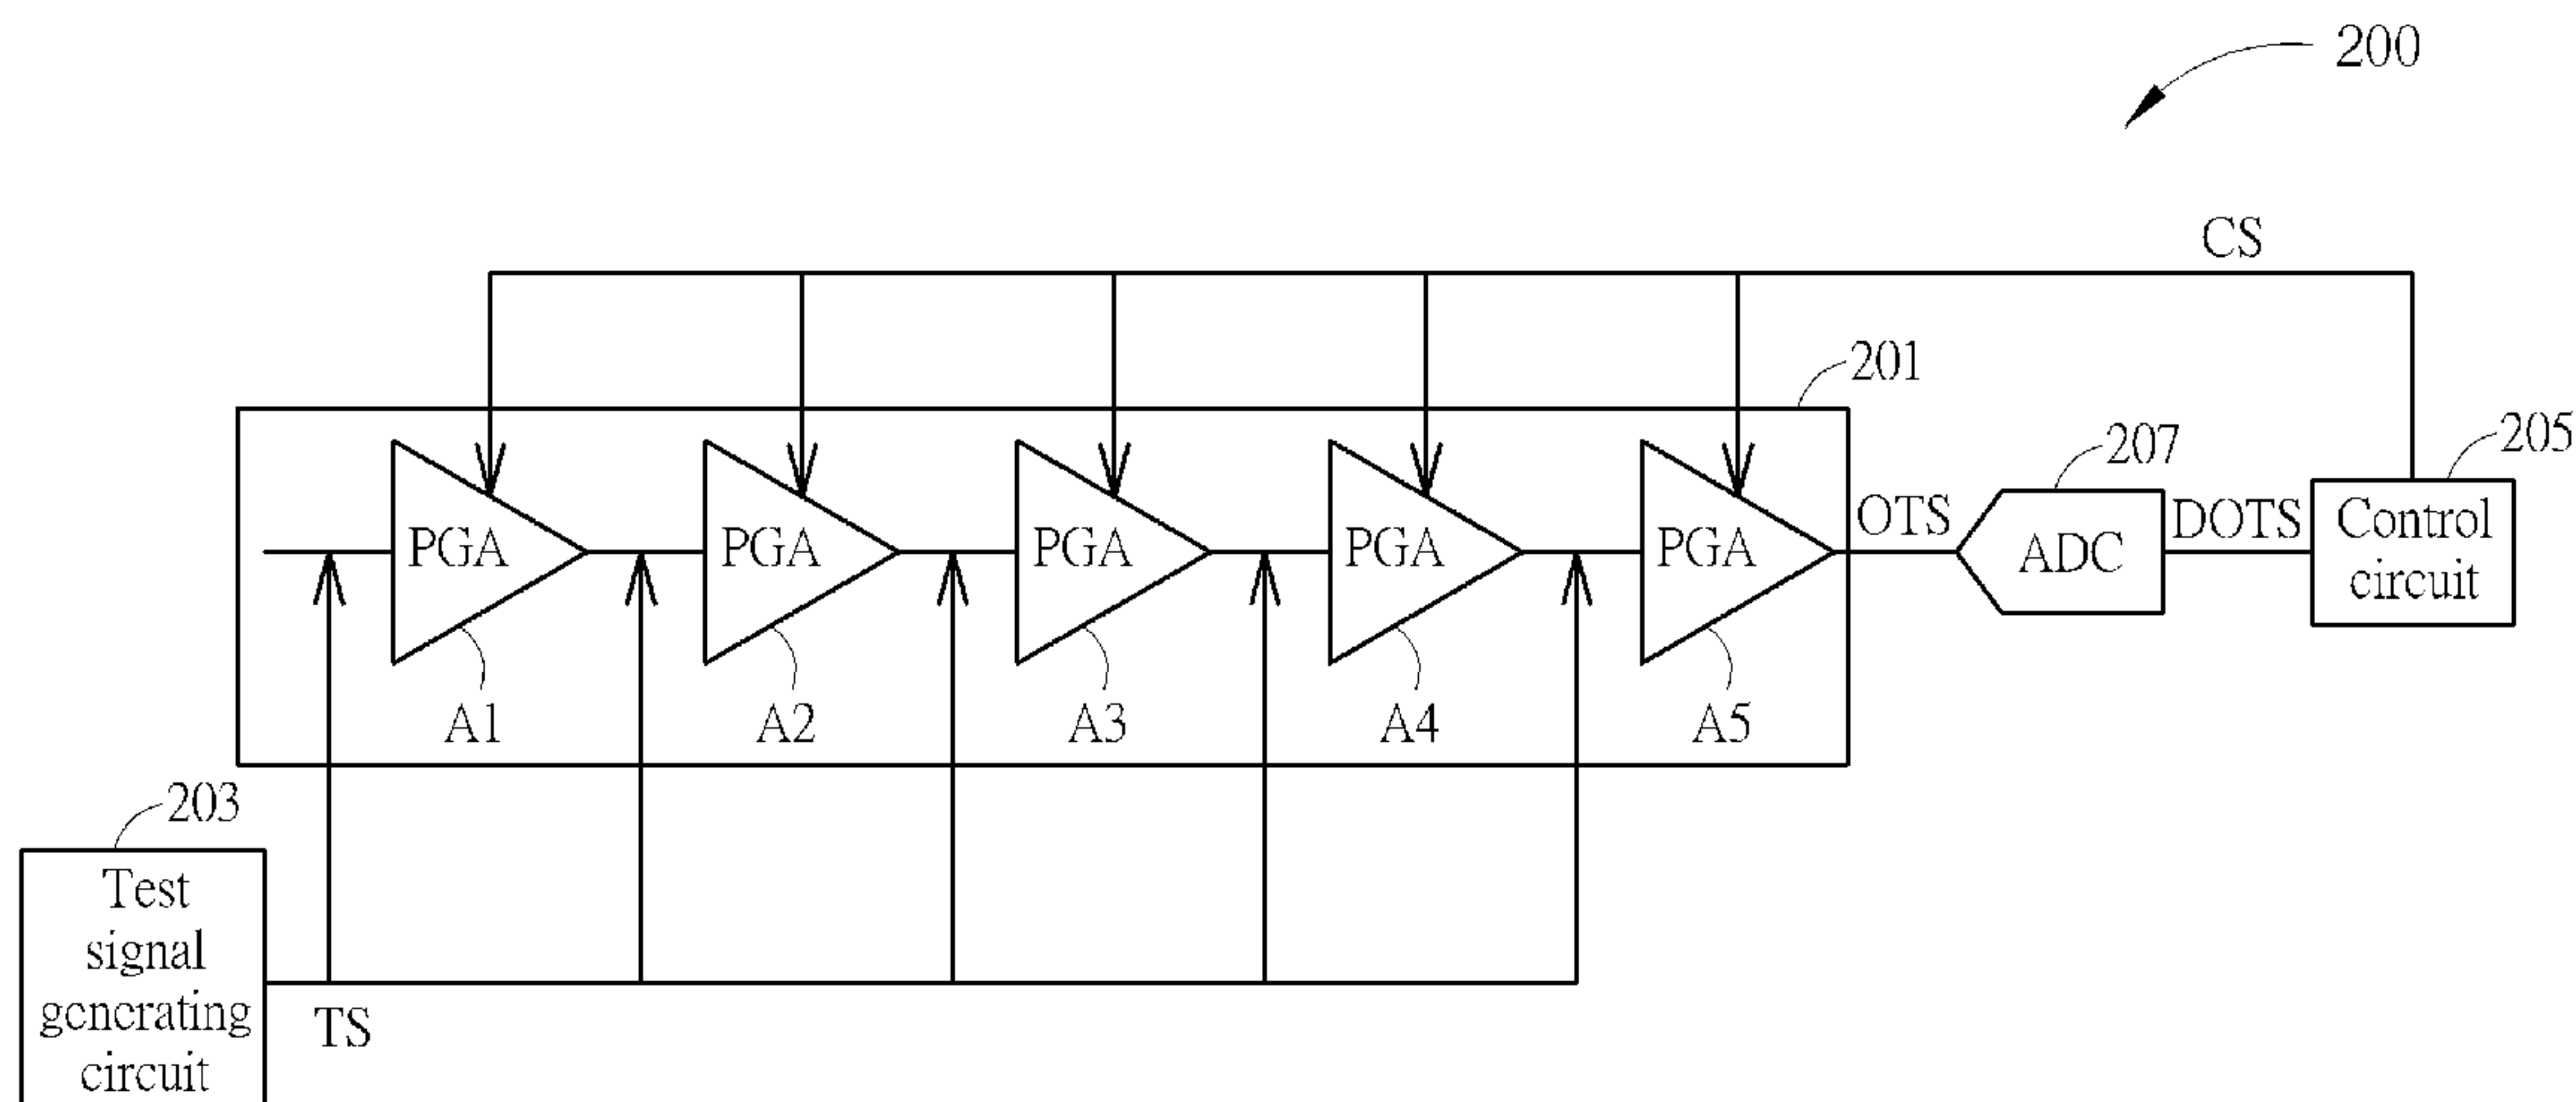 200
CS
201
207
205
PGA
PGA
PGA
PGA
PGA
OTS
ADC
DOTS
Control
circuit
A1
A2
A3
A4
A5
203
Test
signal
generating
circuit
TS